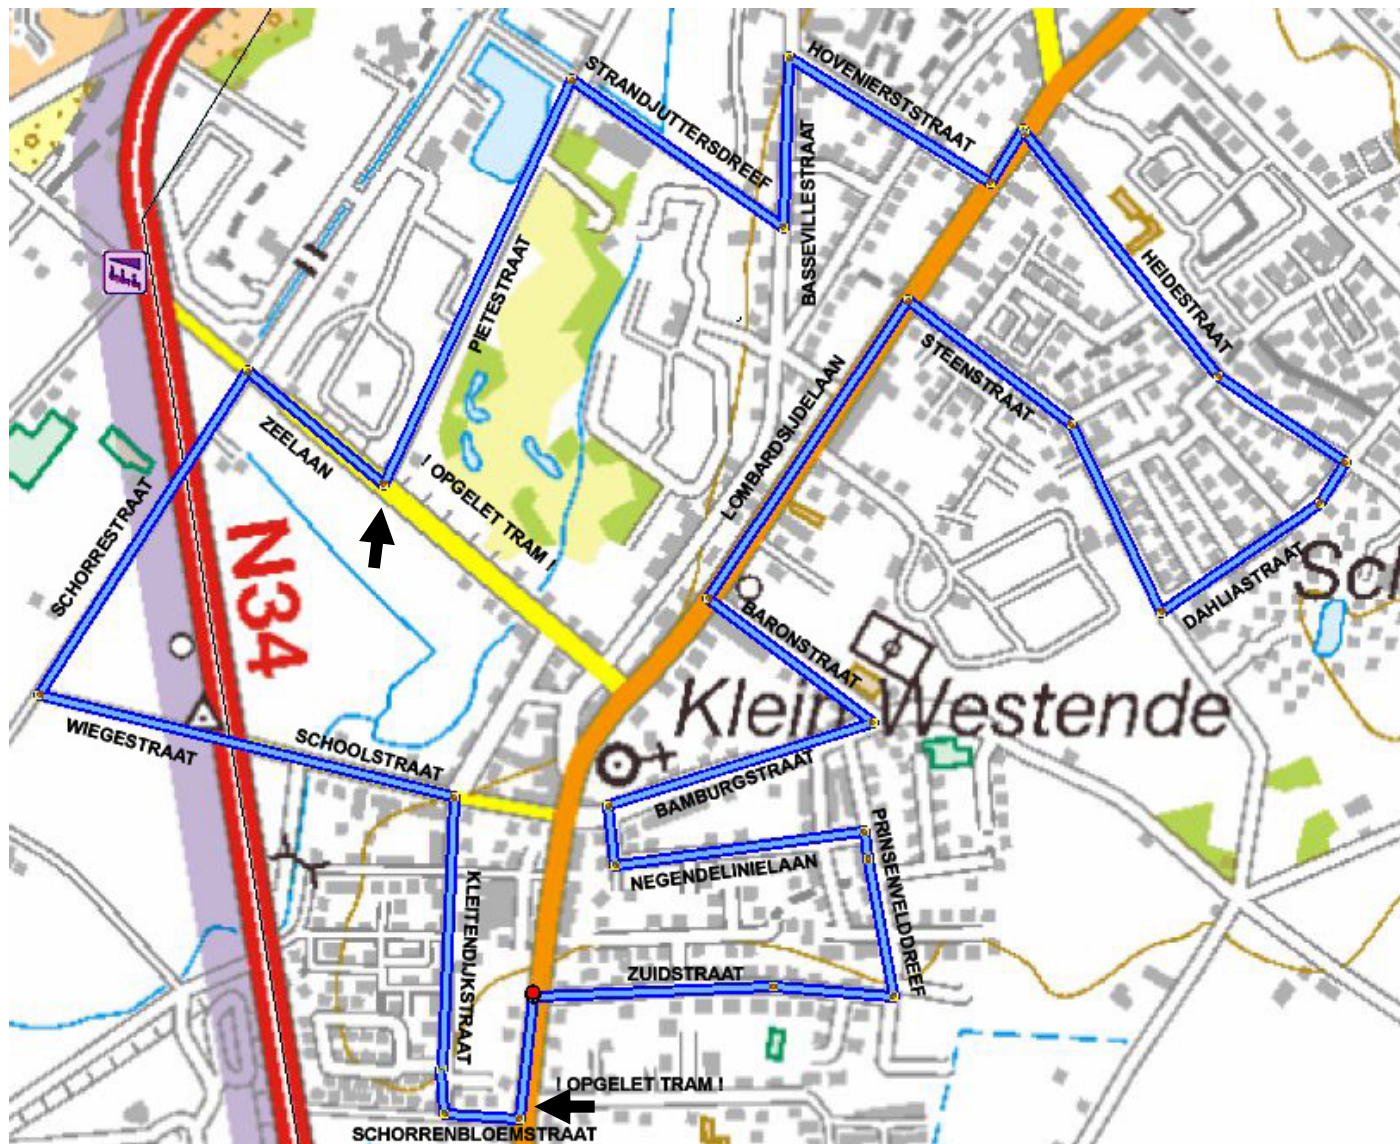 STRANDJUTTERSDREEF
HOVENIERSTSTRAAT
BASSEVILLESTRAAT
PIETESTRAAT
HEIDESTRAAT
STEENSTRAAT
LOMBARDSIJDELAAN
ZEELAAN
! OPGELET TRAM !
SCHORRESTRAAT
N34
DAHLIASTRAAT
Sch
BARONSTRAAT
Klein Westende
WIEGESTRAAT
SCHOOLSTRAAT
BAMBURGSTRAAT
PRINSENVELDDREEF
NEGENDELINIELAAN
KLEITENDIJKSTRAAT
ZUIDSTRAAT
! OPGELET TRAM !
SCHORRENBLOEMSTRAAT